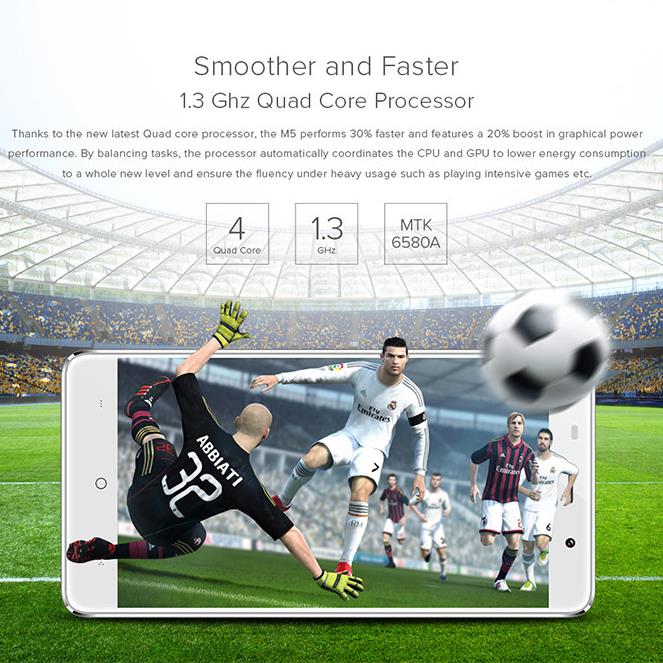 Smoother and Faster
1.3 Ghz Quad Core Processor
Thanks to the new latest Quad core processor, the M5 performs 30% faster and features a 20% boost in graphical power
performance. By balancing tasks, the processor automatically coordinates the CPU and GPU to lower energy consumption
to a whole new level and ensure the fluency under heavy usage such as playing intensive games etc.
4
Quad Core
1.3
GHz
MTK
6580A
ABBIATI
32
Fly
Emirates
7
Fly
Emirates
6